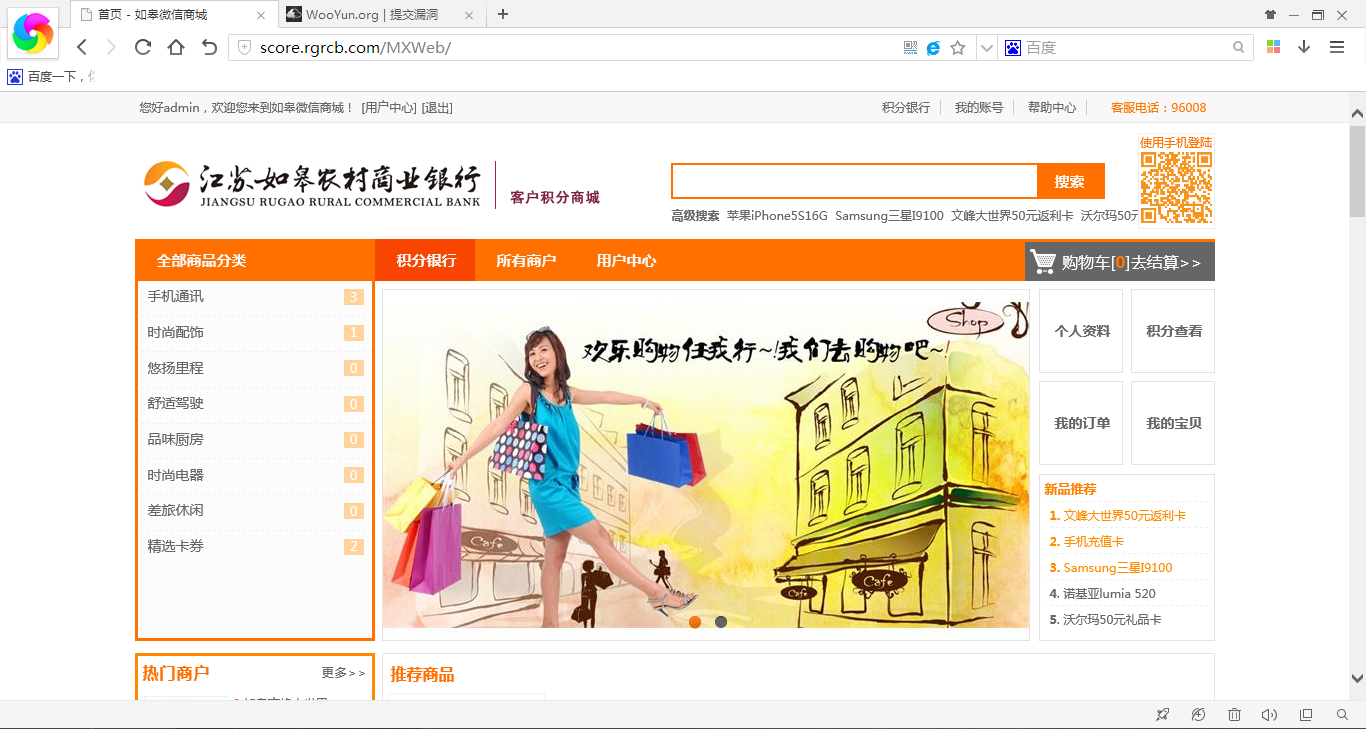 首页 - 如皋微信商城
WooYun.org | 提交漏洞
score.rgrcb.com/MXWeb/
百度
百度一下，
您好admin，欢迎您来到如皋微信商城！ [用户中心] [退出]
积分银行 我的账号 帮助中心 客服电话：96008
使用手机登陆
江苏如皋农村商业银行
JIANGSU RUGAO RURAL COMMERCIAL BANK
客户积分商城
搜索
高级搜索 苹果iPhone5S16G Samsung三星I9100 文峰大世界50元返利卡 沃尔玛50元
全部商品分类 积分银行 所有商户 用户中心
购物车[0]去结算>>
手机通讯 3
时尚配饰 1
悠扬里程 0
舒适驾驶 0
品味厨房 0
时尚电器 0
差旅休闲 0
精选卡券 2
Shop
欢乐购物任我行~!我们去购物吧~!
Cafe
Cafe
个人资料 积分查看
我的订单 我的宝贝
新品推荐
1. 文峰大世界50元返利卡
2. 手机充值卡
3. Samsung三星I9100
4. 诺基亚lumia 520
5. 沃尔玛50元礼品卡
热门商户 更多>>
推荐商品